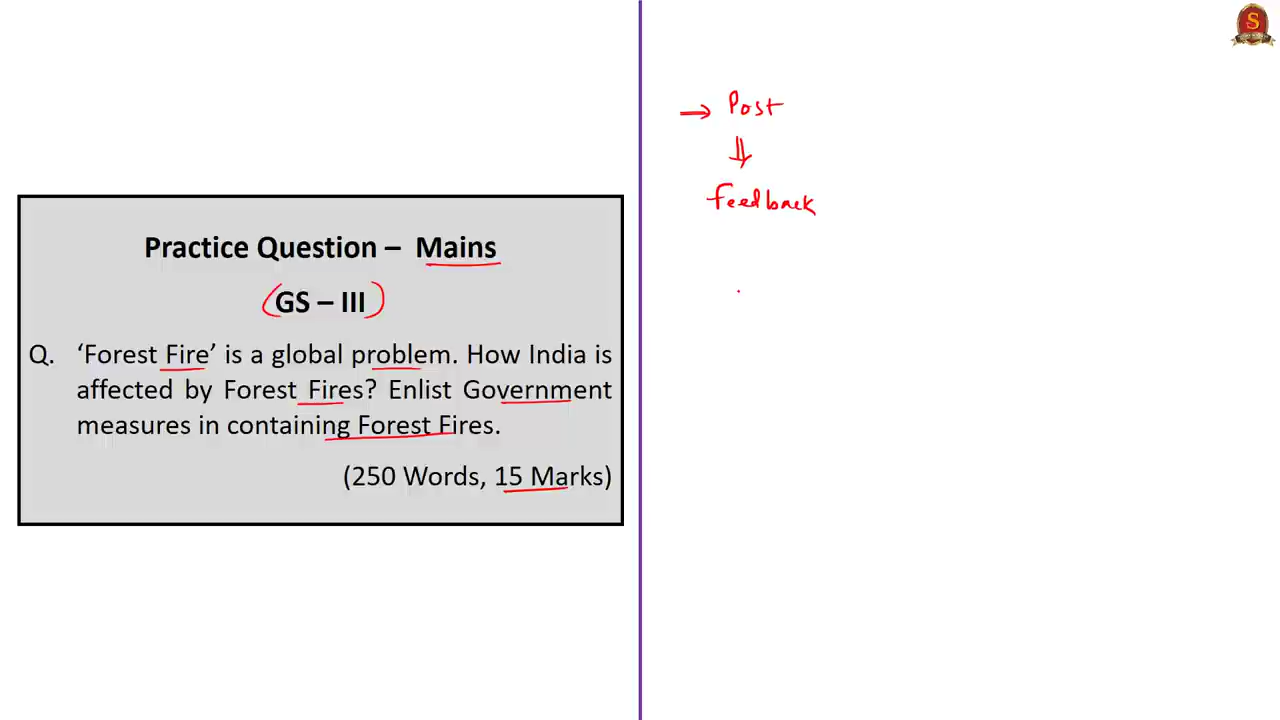 Practice Question – Mains
(GS – III)
Q. ‘Forest Fire’ is a global problem. How India is
affected by Forest Fires? Enlist Government
measures in containing Forest Fires.
(250 Words, 15 Marks)
S
→ Post
⇓
Feedback